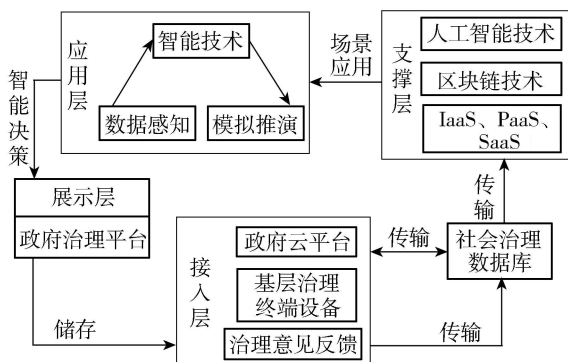 应用层
智能技术
数据感知
模拟推演
场景
应用
支撑层
人工智能技术
区块链技术
IaaS、PaaS、
SaaS
智能决策
展示层
政府治理平台
传输
接入层
政府云平台
基层治理
终端设备
治理意见反馈
传输
社会治理
数据库
储存
传输